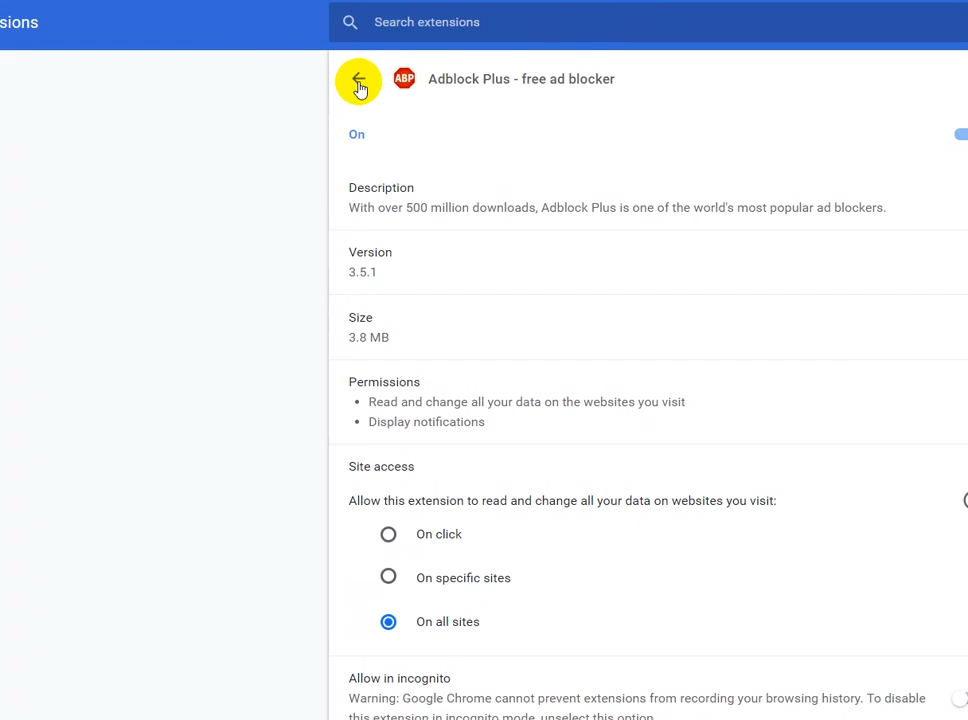 sions
Search extensions
ABP
Adblock Plus - free ad blocker
On
Description
With over 500 million downloads, Adblock Plus is one of the world's most popular ad blockers.
Version
3.5.1
Size
3.8 MB
Permissions
• Read and change all your data on the websites you visit
• Display notifications
Site access
Allow this extension to read and change all your data on websites you visit:
On click
On specific sites
On all sites
Allow in incognito
Warning: Google Chrome cannot prevent extensions from recording your browsing history. To disable
this extension in incognito mode, unselect this option.